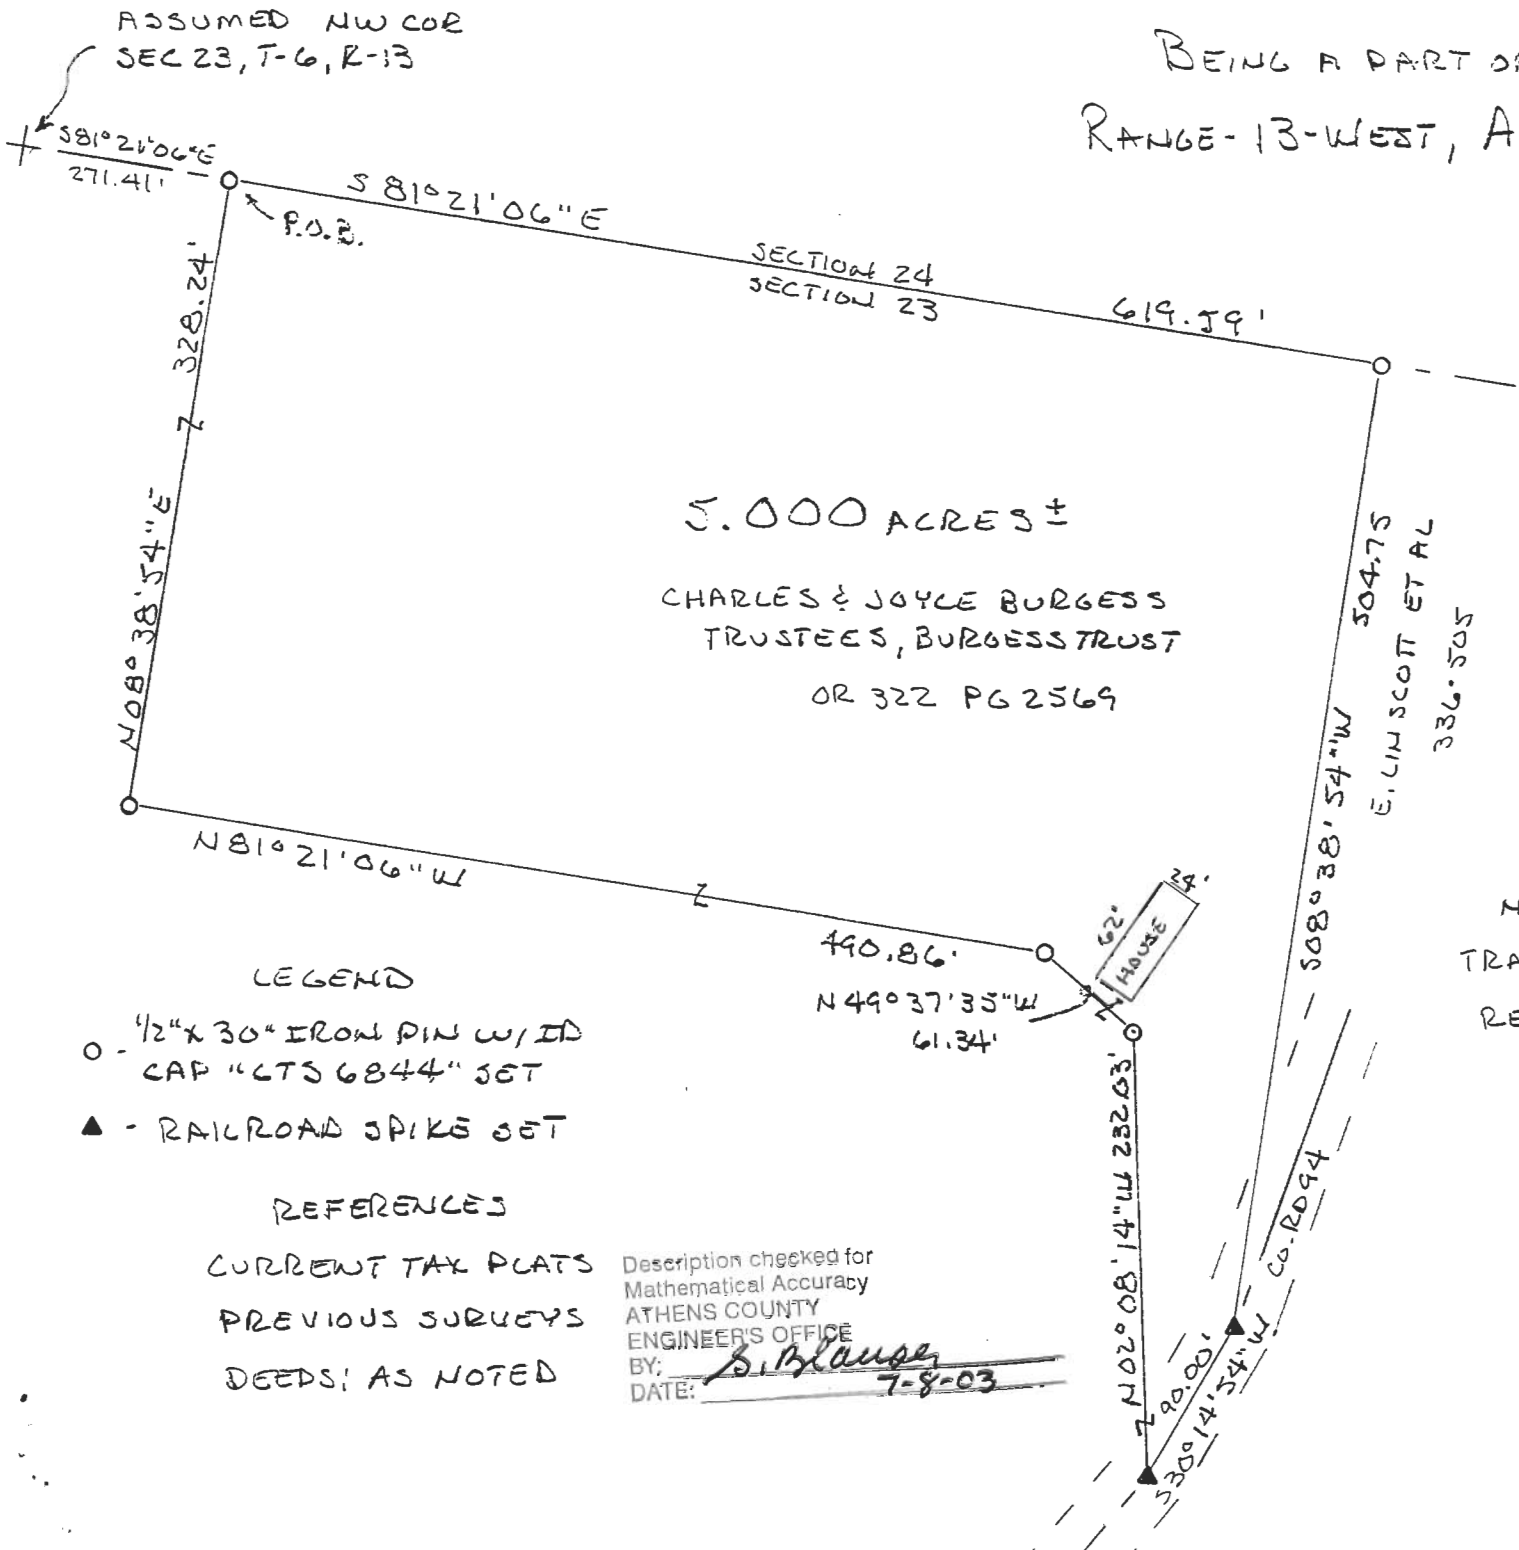 ASSUMED NW COR
SEC 23, T-6, R-13
BEING A PART
RANGE-13-WEST, A
S81°21'06"E
271.41'
P.O.B.
S 81°21'06"E
SECTION 24
SECTION 23
619.59'
328.24'
N08°38'54"E
5.000 ACRES ±
CHARLES & JOYCE BURGESS
TRUSTEES, BURGESS TRUST
OR 322 PG 2569
504.75
S08°38'54"W
E. LINSCOTT ET AL
336-505
N81°21'06"W
490.86'
24'
62'
HOUSE
N49°37'35"W
61.34'
TRA
RE
LEGEND
O - 1/2" X 30" IRON PIN W/ ID
CAP "CTS 6844" SET
▲ - RAILROAD SPIKE SET
REFERENCES
CURRENT TAX PLATS
PREVIOUS SURVEYS
DEEDS: AS NOTED
Description checked for
Mathematical Accuracy
ATHENS COUNTY
ENGINEER'S OFFICE
BY: S. Blauser
DATE: 7-8-03
N02°08'14"W 232.03'
CO. RD 94
90.00'
S30°14'54"W